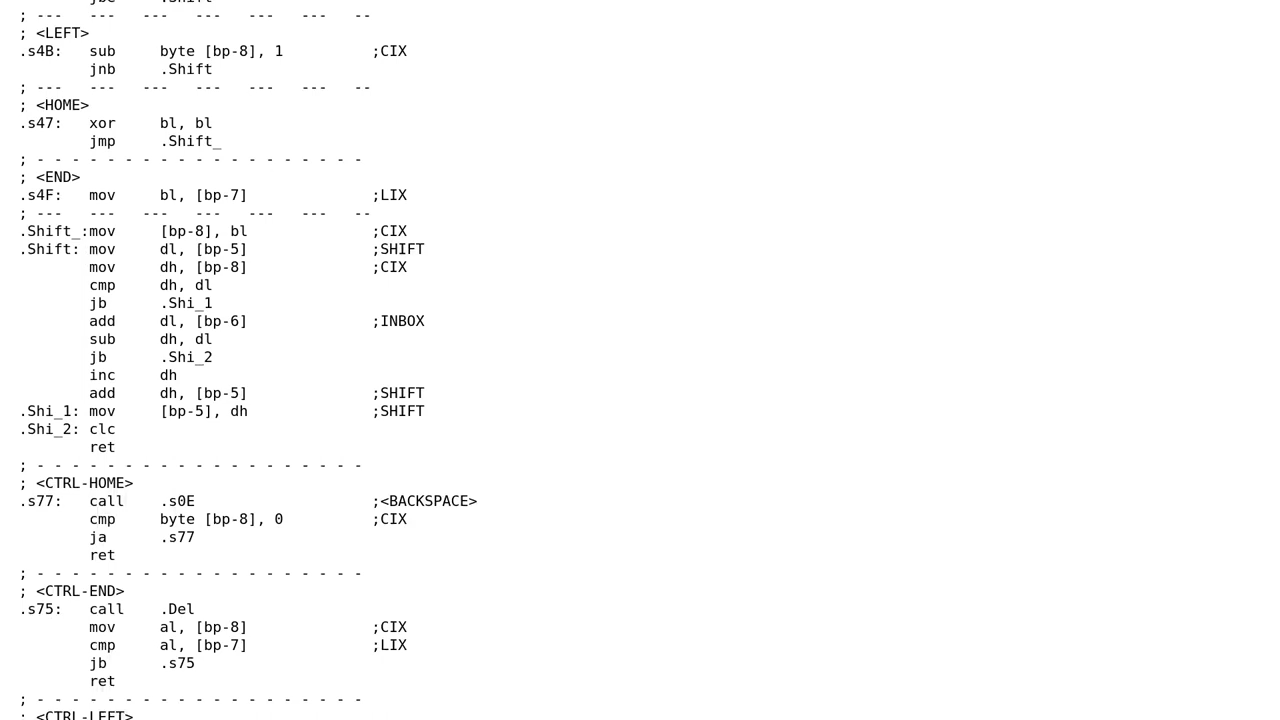 jbe     .Shift
; ---   ---   ---   ---   ---   ---   --
; <LEFT>
.s4B:   sub     byte [bp-8], 1          ;CIX
        jnb     .Shift
; ---   ---   ---   ---   ---   ---   --
; <HOME>
.s47:   xor     bl, bl
        jmp     .Shift_
; - - - - - - - - - - - - - - - - - - -
; <END>
.s4F:   mov     bl, [bp-7]              ;LIX
; ---   ---   ---   ---   ---   ---   --
.Shift_:mov     [bp-8], bl              ;CIX
.Shift: mov     dl, [bp-5]              ;SHIFT
        mov     dh, [bp-8]              ;CIX
        cmp     dh, dl
        jb      .Shi_1
        add     dl, [bp-6]              ;INBOX
        sub     dh, dl
        jb      .Shi_2
        inc     dh
        add     dh, [bp-5]              ;SHIFT
.Shi_1: mov     [bp-5], dh              ;SHIFT
.Shi_2: clc
        ret
; - - - - - - - - - - - - - - - - - - -
; <CTRL-HOME>
.s77:   call    .s0E                    ;<BACKSPACE>
        cmp     byte [bp-8], 0          ;CIX
        ja      .s77
        ret
; - - - - - - - - - - - - - - - - - - -
; <CTRL-END>
.s75:   call    .Del
        mov     al, [bp-8]              ;CIX
        cmp     al, [bp-7]              ;LIX
        jb      .s75
        ret
; - - - - - - - - - - - - - - - - - - -
; <CTRL-LEFT>